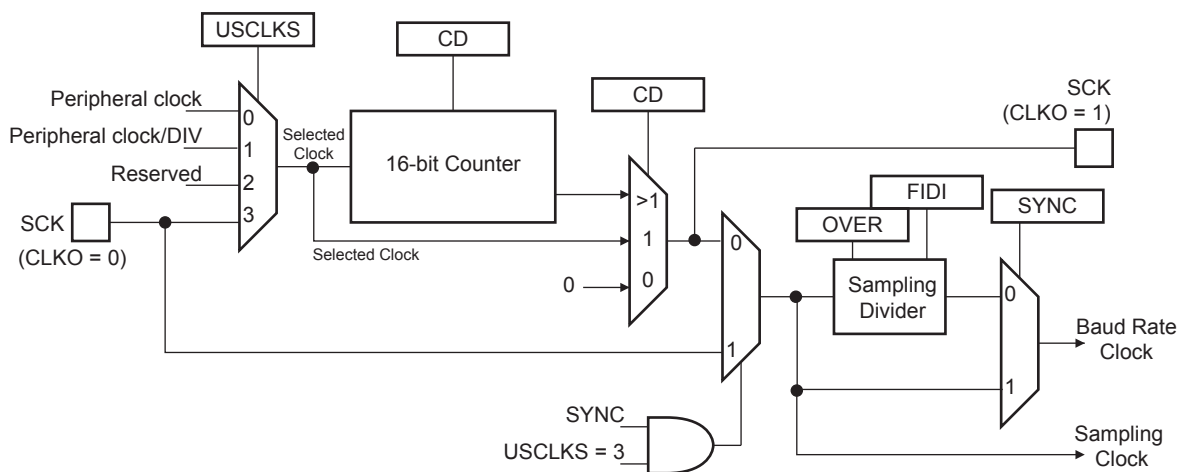 USCLKS
CD
CD
SCK
(CLKO = 1)
Peripheral clock
Peripheral clock/DIV
Reserved
SCK
(CLKO = 0)
0
1
2
3
Selected
Clock
16-bit Counter
Selected Clock
>1
1
0
0
0
1
FIDI
OVER
SYNC
Sampling
Divider
0
1
Baud Rate
Clock
SYNC
USCLKS = 3
Sampling
Clock